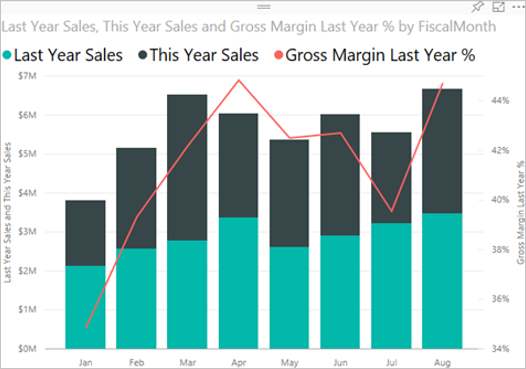 Last Year Sales, This Year Sales and Gross Margin Last Year % by FiscalMonth
Last Year Sales This Year Sales Gross Margin Last Year %
Last Year Sales and This Year Sales
$7M
$6M
$5M
$4M
$3M
$2M
$1M
$0M
44%
42%
40%
38%
36%
34%
Gross Margin Last Year %
Jan Feb Mar Apr May Jun Jul Aug